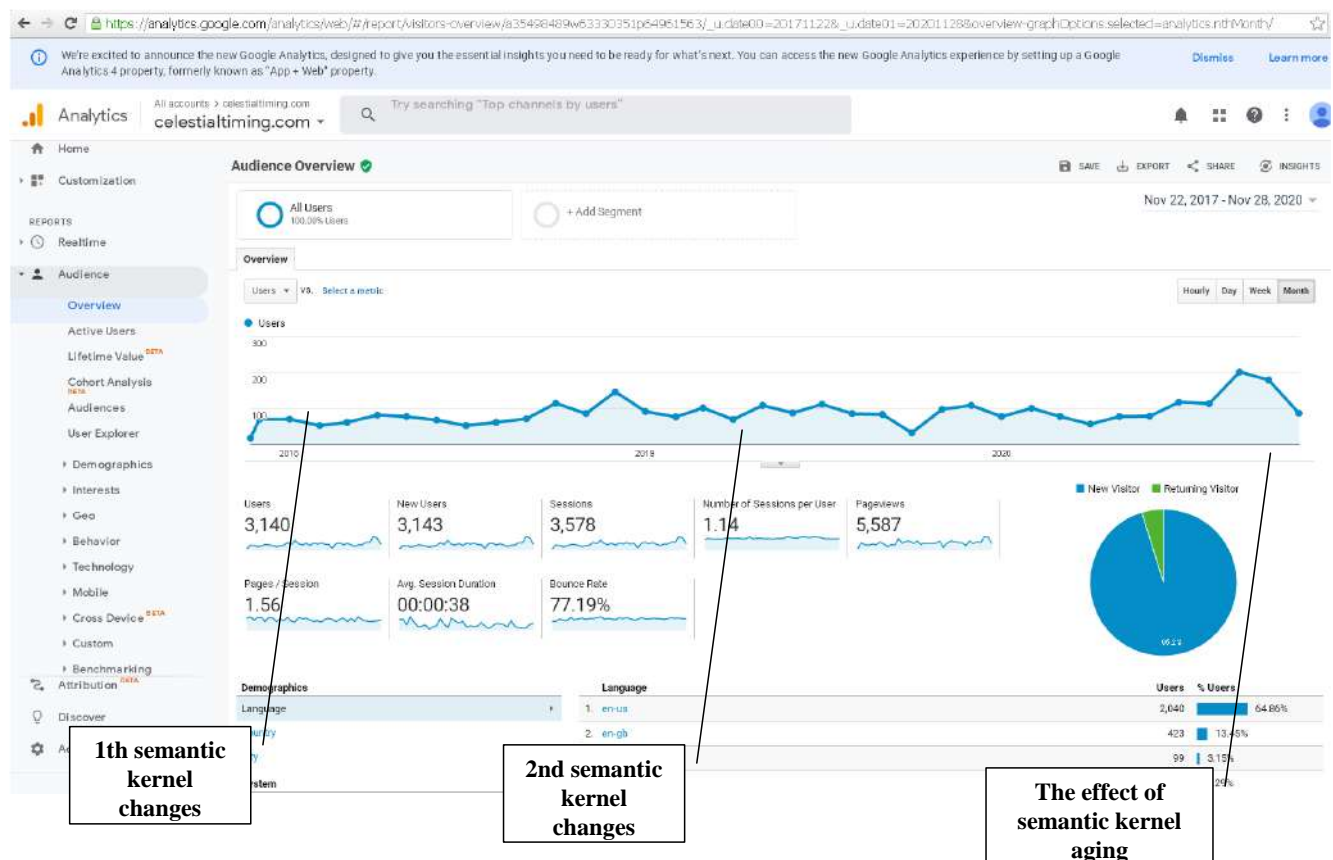 https://analytics.google.com/analytics/web/#/report/visitors-overview/a35498489w63330351p64951563/_u.date00=20171122&_u.date01=20201128&overview-graphOptions.selected=analytics.nthMonth/
We're excited to announce the new Google Analytics, designed to give you the essential insights you need to be ready for what's next. You can access the new Google Analytics experience by setting up a Google
Analytics 4 property, formerly known as "App + Web" property.
Dismiss
Learn more
Analytics
All accounts > celestialtiming.com
celestialtiming.com
Try searching "Top channels by users"
Home
Customization
REPORTS
Realtime
Audience
Overview
Active Users
Lifetime Value BETA
Cohort Analysis
BETA
Audiences
User Explorer
Demographics
Interests
Geo
Behavior
Technology
Mobile
Cross Device BETA
Custom
Benchmarking
Attribution BETA
Discover
Audience Overview
SAVE
EXPORT
SHARE
INSIGHTS
All Users
100.00% Users
+ Add Segment
Nov 22, 2017 - Nov 28, 2020
Overview
Users
VS.
Select a metric
Hourly
Day
Week
Month
Users
300
200
100
2018
2019
2020
New Visitor
Returning Visitor
Users
3,140
New Users
3,143
Sessions
3,578
Number of Sessions per User
1.14
Pageviews
5,587
Pages / Session
1.56
Avg. Session Duration
00:00:38
Bounce Rate
77.19%
Demographics
Language
Language
Users
% Users
1. en-us
2,040
64.86%
2. en-gb
423
13.45%
99
3.15%
1th semantic
kernel
changes
2nd semantic
kernel
changes
The effect of
semantic kernel
aging